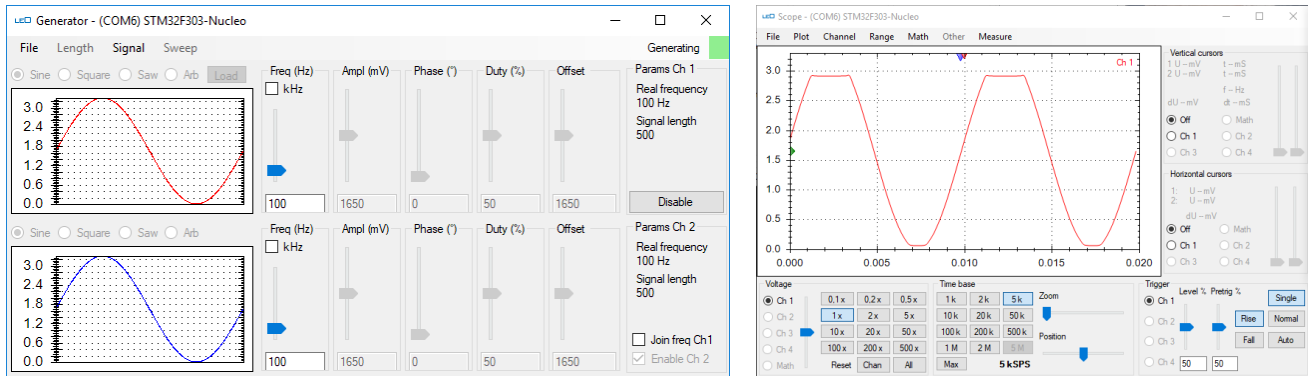 LEO Generator - (COM6) STM32F303-Nucleo
File Length Signal Sweep Generating
Sine Square Saw Arb Load
Freq (Hz) Ampl (mV) Phase (°) Duty (%) Offset Params Ch 1
kHz
Real frequency
100 Hz
Signal length
500
3.0
2.4
1.8
1.2
0.6
0.0
100 1650 0 50 1650 Disable
Sine Square Saw Arb
Freq (Hz) Ampl (mV) Phase (°) Duty (%) Offset Params Ch 2
kHz
Real frequency
100 Hz
Signal length
500
3.0
2.4
1.8
1.2
0.6
0.0
Join freq Ch1
100 1650 0 50 1650 Enable Ch 2
LEO Scope - (COM6) STM32F303-Nucleo
File Plot Channel Range Math Other Measure
Ch 1
3.0
2.5
2.0
1.5
1.0
0.5
0.0
0.000 0.005 0.010 0.015 0.020
Vertical cursors
1 U -- mV t -- mS
2 U -- mV t -- mS
f -- Hz
dU -- mV dt -- mS
Off Math
Ch 1 Ch 2
Ch 3 Ch 4
Horizontal cursors
1: U -- mV
2: U -- mV
dU -- mV
Off Math
Ch 1 Ch 2
Ch 3 Ch 4
Voltage
Ch 1 0,1 x 0,2 x 0,5 x
Ch 2 1 x 2 x 5 x
Ch 3 10 x 20 x 50 x
Ch 4 100 x 200 x 500 x
Math Reset Chan All
Time base
1 k 2 k 5 k Zoom
10 k 20 k 50 k
100 k 200 k 500 k Position
1 M 2 M 5 M
Max 5 kSPS
Trigger
Ch 1 Level % Pretrig % Single
Ch 2 Rise Normal
Ch 3 Fall Auto
Ch 4 50 50